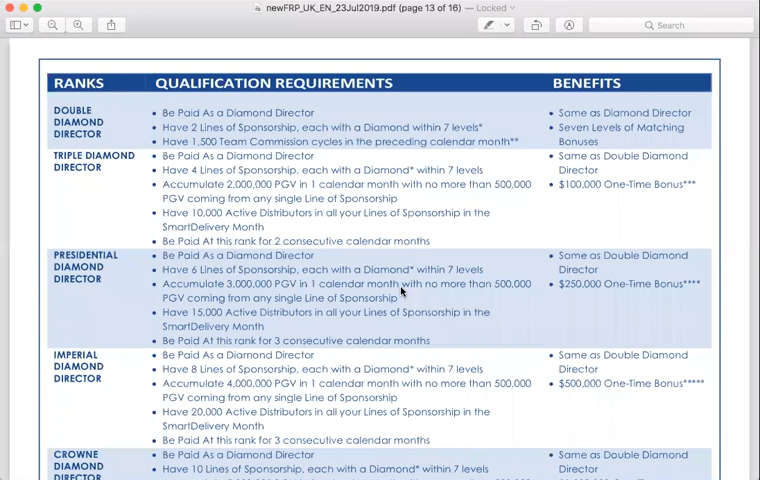 newFRP_UK_EN_23Jul2019.pdf (page 13 of 16) — Locked
Search
RANKS QUALIFICATION REQUIREMENTS BENEFITS
DOUBLE
DIAMOND
DIRECTOR
• Be Paid As a Diamond Director
• Have 2 Lines of Sponsorship, each with a Diamond within 7 levels*
• Have 1,500 Team Commission cycles in the preceding calendar month**
• Same as Diamond Director
• Seven Levels of Matching
Bonuses
TRIPLE DIAMOND
DIRECTOR
• Be Paid As a Diamond Director
• Have 4 Lines of Sponsorship, each with a Diamond* within 7 levels
• Accumulate 2,000,000 PGV in 1 calendar month with no more than 500,000
PGV coming from any single Line of Sponsorship
• Have 10,000 Active Distributors in all your Lines of Sponsorship in the
SmartDelivery Month
• Be Paid At this rank for 2 consecutive calendar months
• Same as Double Diamond
Director
• $100,000 One-Time Bonus***
PRESIDENTIAL
DIAMOND
DIRECTOR
• Be Paid As a Diamond Director
• Have 6 Lines of Sponsorship, each with a Diamond* within 7 levels
• Accumulate 3,000,000 PGV in 1 calendar month with no more than 500,000
PGV coming from any single Line of Sponsorship
• Have 15,000 Active Distributors in all your Lines of Sponsorship in the
SmartDelivery Month
• Be Paid At this rank for 3 consecutive calendar months
• Same as Double Diamond
Director
• $250,000 One-Time Bonus****
IMPERIAL
DIAMOND
DIRECTOR
• Be Paid As a Diamond Director
• Have 8 Lines of Sponsorship, each with a Diamond* within 7 levels
• Accumulate 4,000,000 PGV in 1 calendar month with no more than 500,000
PGV coming from any single Line of Sponsorship
• Have 20,000 Active Distributors in all your Lines of Sponsorship in the
SmartDelivery Month
• Be Paid At this rank for 3 consecutive calendar months
• Same as Double Diamond
Director
• $500,000 One-Time Bonus*****
CROWNE
DIAMOND
DIRECTOR
• Be Paid As a Diamond Director
• Have 10 Lines of Sponsorship, each with a Diamond* within 7 levels
• Same as Double Diamond
Director